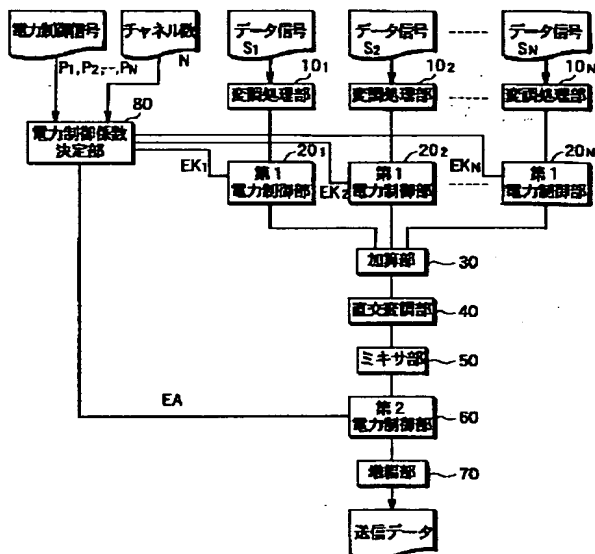 電力制御信号
チャネル数
データ信号
データ信号
データ信号
P1,P2,--,PN
N
S1
S2
SN
80
101
102
10N
変調処理部
変調処理部
変調処理部
電力制御係数
決定部
201
202
20N
EK1
EK2
EKN
第1
電力制御部
第1
電力制御部
第1
電力制御部
加算部
30
直交変調部
40
ミキサ部
50
EA
第2
電力制御部
60
増幅部
70
送信データ